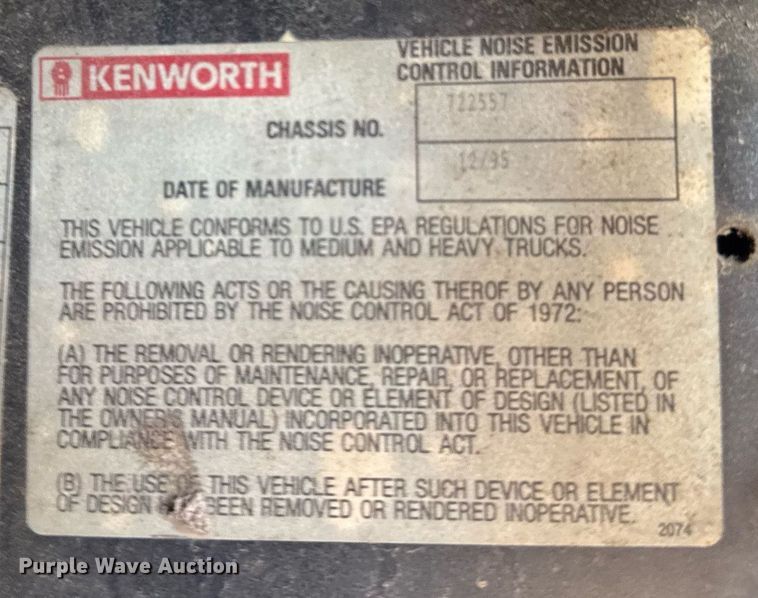 KENWORTH
VEHICLE NOISE EMISSION
CONTROL INFORMATION
CHASSIS NO.
722557
DATE OF MANUFACTURE
12/95
THIS VEHICLE CONFORMS TO U.S. EPA REGULATIONS FOR NOISE
EMISSION APPLICABLE TO MEDIUM AND HEAVY TRUCKS.
THE FOLLOWING ACTS OR THE CAUSING THEROF BY ANY PERSON
ARE PROHIBITED BY THE NOISE CONTROL ACT OF 1972:
(A) THE REMOVAL OR RENDERING INOPERATIVE, OTHER THAN
FOR PURPOSES OF MAINTENANCE, REPAIR, OR REPLACEMENT, OF
ANY NOISE CONTROL DEVICE OR ELEMENT OF DESIGN (LISTED IN
THE OWNER'S MANUAL) INCORPORATED INTO THIS VEHICLE IN
COMPLIANCE WITH THE NOISE CONTROL ACT.
(B) THE USE OF THIS VEHICLE AFTER SUCH DEVICE OR ELEMENT
OF DESIGN BEEN REMOVED OR RENDERED INOPERATIVE.
2074
Purple Wave Auction